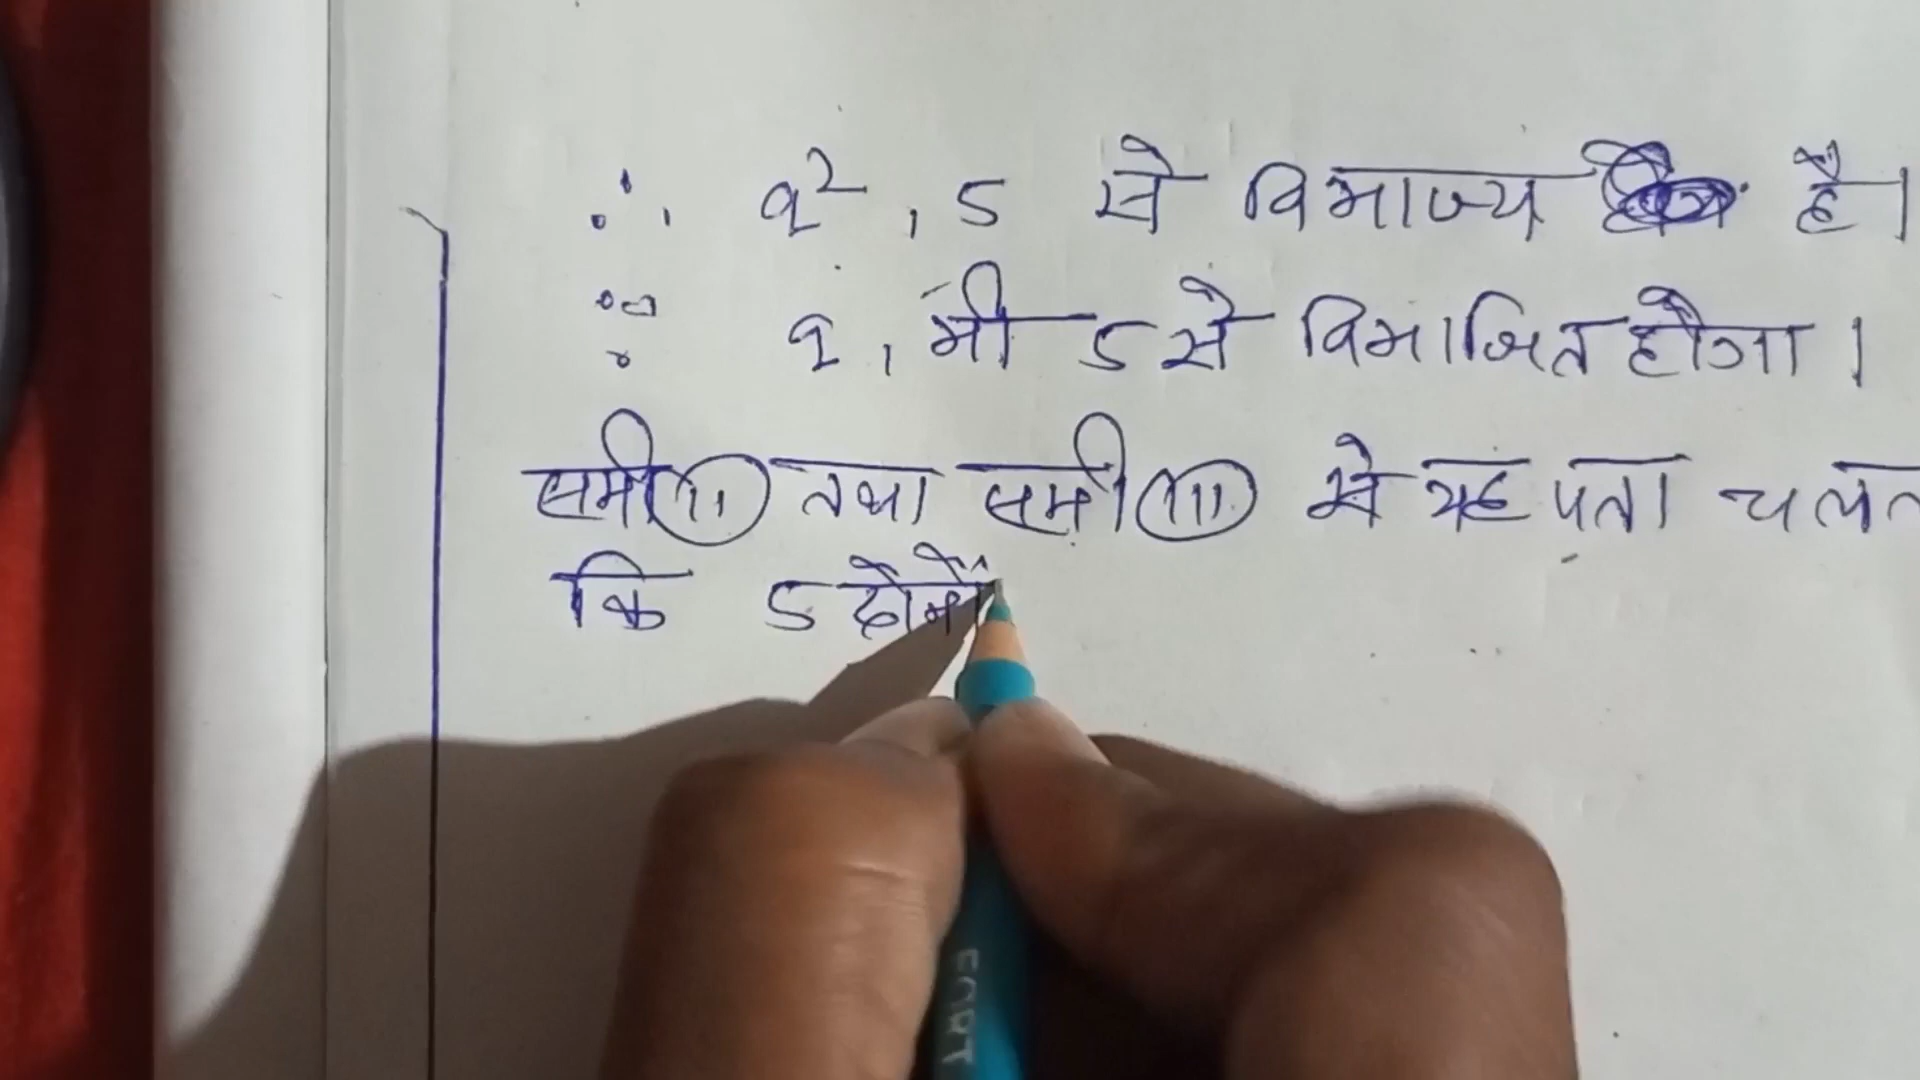 ∴ q², 5 से विभाज्य है।
∵ q, भी 5 से विभाजित होगा।
समी (ii) तथा समी (iii) से यह पता चलत
कि 5 दोनों